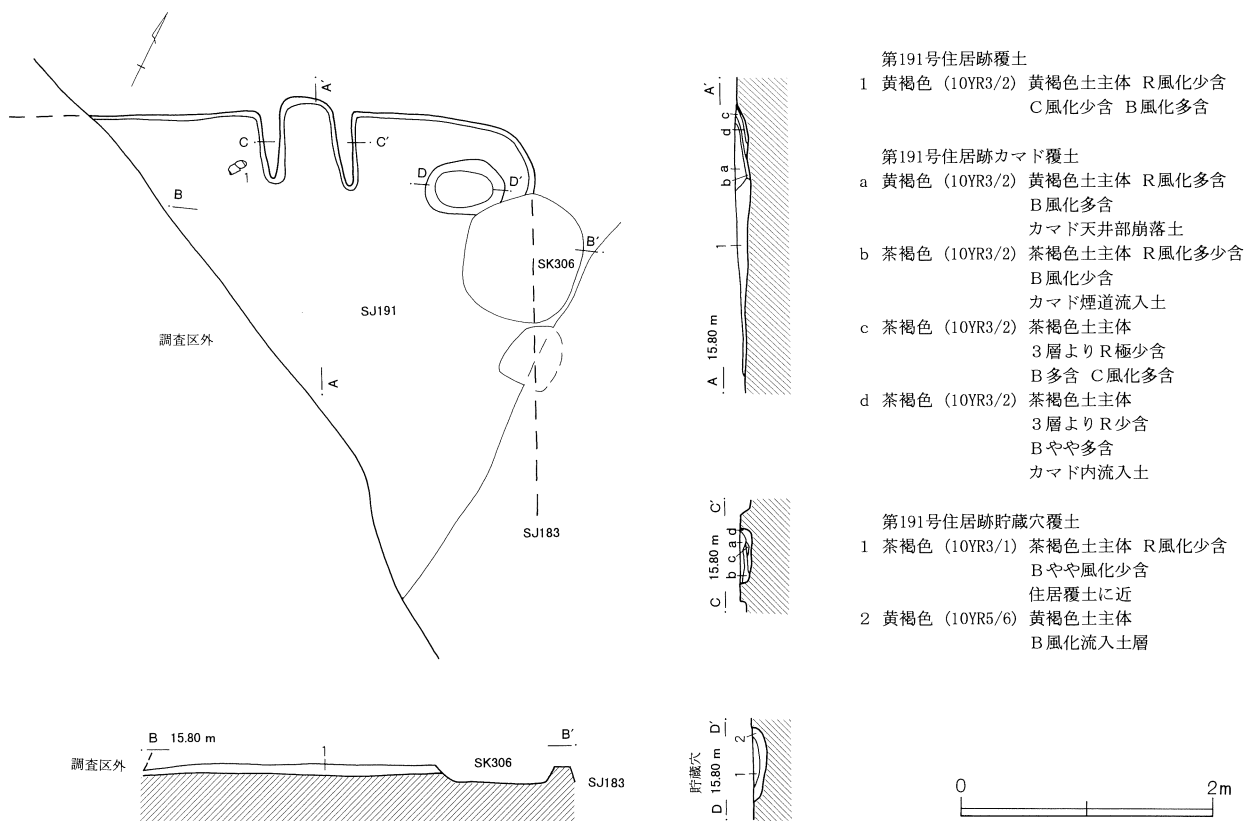 A′
C
C′
1
D
D′
B
B′
SK306
SJ191
調査区外
A
SJ183
B 15.80 m
B′
1
調査区外
SK306
SJ183
A′
c
d
a
b
1
15.80 m
A
C′
d
a
c
b
15.80 m
C
D′
2
1
貯蔵穴
15.80 m
D
第191号住居跡覆土
1 黄褐色 (10YR3/2) 黄褐色土主体 R風化少含
C風化少含 B風化多含
第191号住居跡カマド覆土
a 黄褐色 (10YR3/2) 黄褐色土主体 R風化多含
B風化多含
カマド天井部崩落土
b 茶褐色 (10YR3/2) 茶褐色土主体 R風化多少含
B風化少含
カマド煙道流入土
c 茶褐色 (10YR3/2) 茶褐色土主体
3層よりR極少含
B多含 C風化多含
d 茶褐色 (10YR3/2) 茶褐色土主体
3層よりR少含
Bやや多含
カマド内流入土
第191号住居跡貯蔵穴覆土
1 茶褐色 (10YR3/1) 茶褐色土主体 R風化少含
Bやや風化少含
住居覆土に近
2 黄褐色 (10YR5/6) 黄褐色土主体
B風化流入土層
0 2m